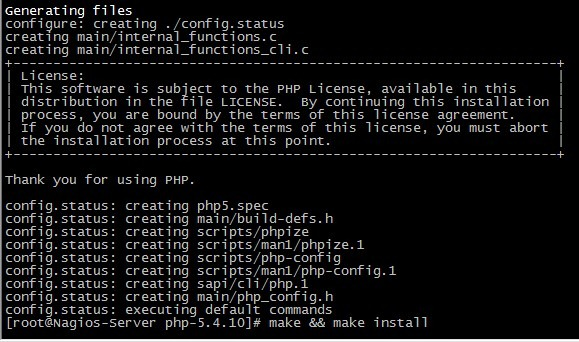 Generating files
configure: creating ./config.status
creating main/internal_functions.c
creating main/internal_functions_cli.c
+--------------------------------------------------------------------+
| License:                                                           |
| This software is subject to the PHP License, available in this     |
| distribution in the file LICENSE.  By continuing this installation |
| process, you are bound by the terms of this license agreement.     |
| If you do not agree with the terms of this license, you must abort |
| the installation process at this point.                            |
+--------------------------------------------------------------------+
Thank you for using PHP.
config.status: creating php5.spec
config.status: creating main/build-defs.h
config.status: creating scripts/phpize
config.status: creating scripts/man1/phpize.1
config.status: creating scripts/php-config
config.status: creating scripts/man1/php-config.1
config.status: creating sapi/cli/php.1
config.status: creating main/php_config.h
config.status: executing default commands
[root@Nagios-Server php-5.4.10]# make && make install